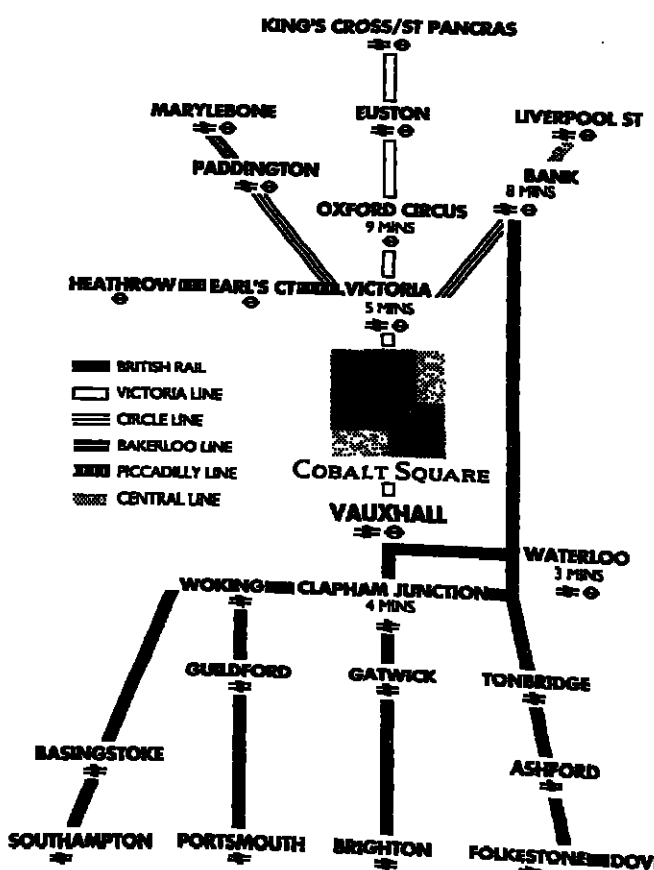 KING'S CROSS/ST PANCRAS
MARYLEBONE
EUSTON
LIVERPOOL ST
PADDINGTON
BANK
8 MINS
OXFORD CIRCUS
9 MINS
HEATHROW
EARL'S CT
VICTORIA
5 MINS
BRITISH RAIL
VICTORIA LINE
CIRCLE LINE
BAKERLOO LINE
PICCADILLY LINE
CENTRAL LINE
COBALT SQUARE
VAUXHALL
WATERLOO
3 MINS
WOKING
CLAPHAM JUNCTION
4 MINS
GUILDFORD
GATWICK
TONBRIDGE
BASINGSTOKE
ASHFORD
SOUTHAMPTON
PORTSMOUTH
BRIGHTON
FOLKESTONE
DOV